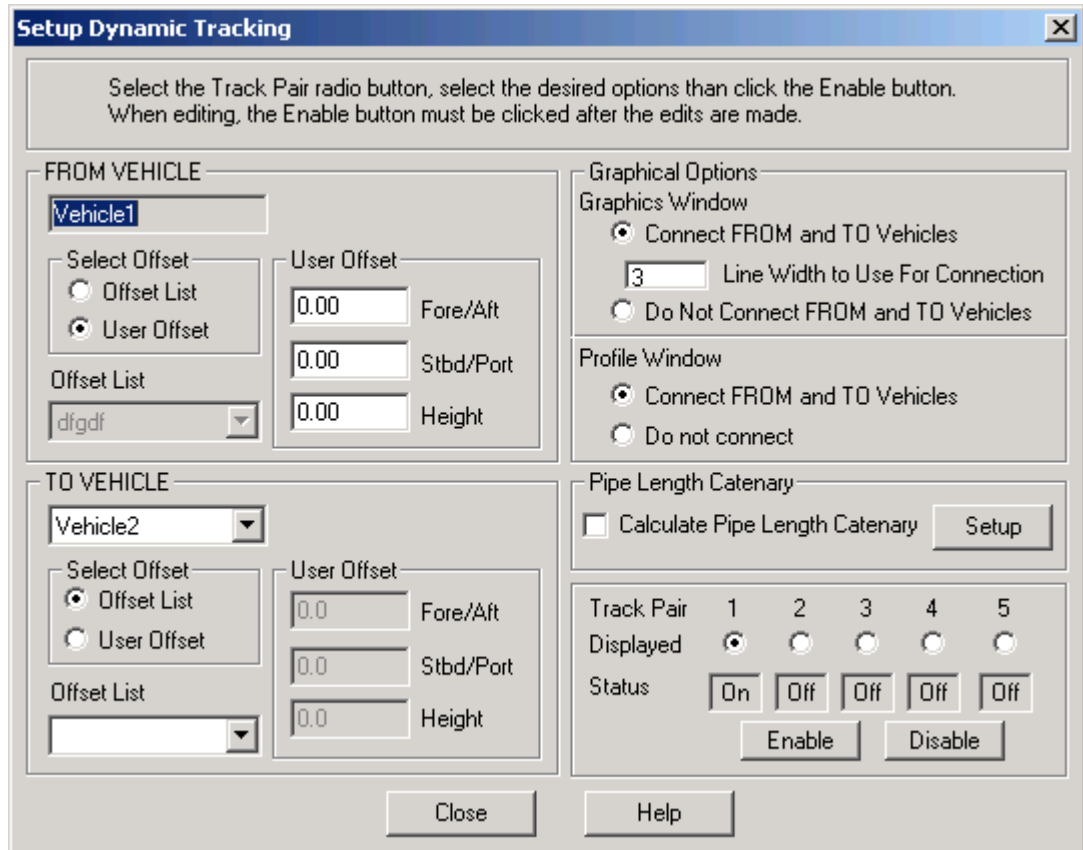 Setup Dynamic Tracking
Select the Track Pair radio button, select the desired options than click the Enable button.
When editing, the Enable button must be clicked after the edits are made.
FROM VEHICLE
Vehicle1
Select Offset
Offset List
User Offset
Offset List
dfgdf
User Offset
0.00 Fore/Aft
0.00 Stbd/Port
0.00 Height
TO VEHICLE
Vehicle2
Select Offset
Offset List
User Offset
Offset List
User Offset
0.0 Fore/Aft
0.0 Stbd/Port
0.0 Height
Graphical Options
Graphics Window
Connect FROM and TO Vehicles
3 Line Width to Use For Connection
Do Not Connect FROM and TO Vehicles
Profile Window
Connect FROM and TO Vehicles
Do not connect
Pipe Length Catenary
Calculate Pipe Length Catenary Setup
Track Pair 1 2 3 4 5
Displayed
Status On Off Off Off Off
Enable Disable
Close Help